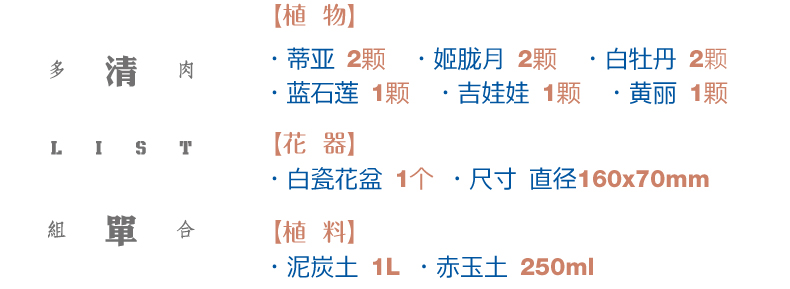 多 清 肉
LIST
組 單 合
【植 物】
·蒂亚 2颗 ·姬胧月 2颗 ·白牡丹 2颗
·蓝石莲 1颗 ·吉娃娃 1颗 ·黄丽 1颗
【花 器】
·白瓷花盆 1个 ·尺寸 直径160x70mm
【植 料】
·泥炭土 1L ·赤玉土 250ml